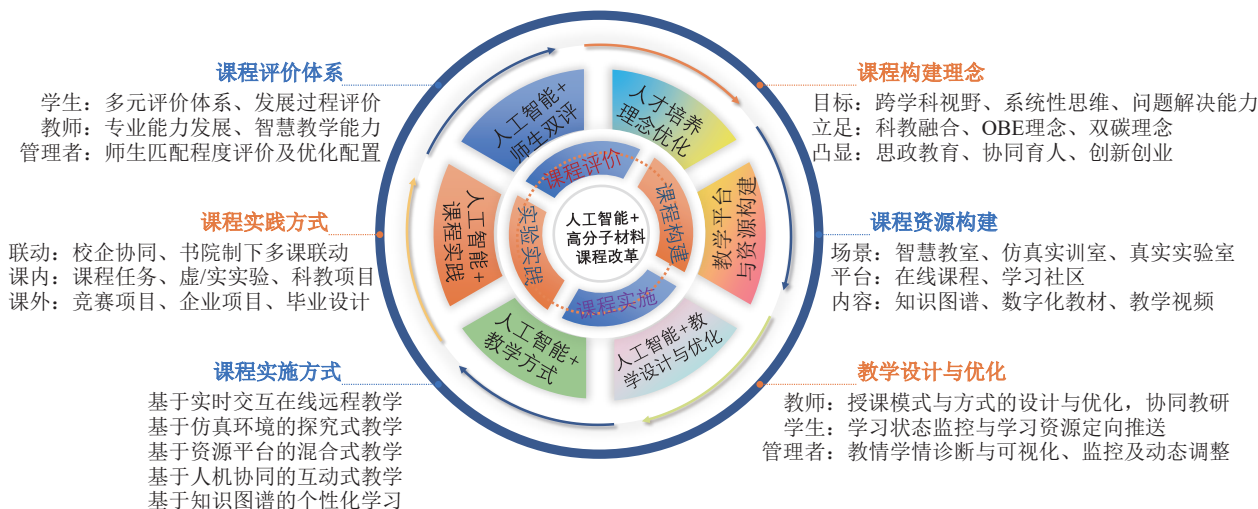 课程评价体系
学生：多元评价体系、发展过程评价
教师：专业能力发展、智慧教学能力
管理者：师生匹配程度评价及优化配置
课程实践方式
联动：校企协同、书院制下多课联动
课内：课程任务、虚/实实验、科教项目
课外：竞赛项目、企业项目、毕业设计
课程实施方式
基于实时交互在线远程教学
基于仿真环境的探究式教学
基于资源平台的混合式教学
基于人机协同的互动式教学
基于知识图谱的个性化学习
人工智能+
师生双评
人才培养
理念优化
人工智能+
课程实践
教学平台
与资源构建
人工智能+
教学方式
人工智能+教
学设计与优化
课程评价
课程构建
实验实践
课程实施
人工智能+
高分子材料
课程改革
课程构建理念
目标：跨学科视野、系统性思维、问题解决能力
立足：科教融合、OBE理念、双碳理念
凸显：思政教育、协同育人、创新创业
课程资源构建
场景：智慧教室、仿真实训室、真实实验室
平台：在线课程、学习社区
内容：知识图谱、数字化教材、教学视频
教学设计与优化
教师：授课模式与方式的设计与优化，协同教研
学生：学习状态监控与学习资源定向推送
管理者：教情学情诊断与可视化、监控及动态调整